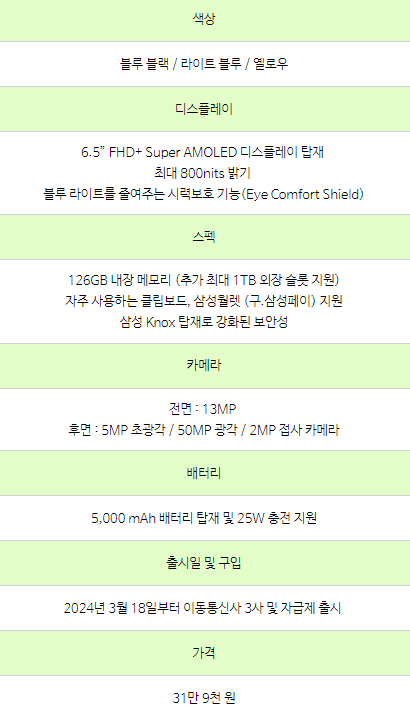 색상
블루 블랙 / 라이트 블루 / 옐로우
디스플레이
6.5” FHD+ Super AMOLED 디스플레이 탑재
최대 800nits 밝기
블루 라이트를 줄여주는 시력보호 기능(Eye Comfort Shield)
스펙
126GB 내장 메모리 (추가 최대 1TB 외장 슬롯 지원)
자주 사용하는 클립보드, 삼성월렛 (구.삼성페이) 지원
삼성 Knox 탑재로 강화된 보안성
카메라
전면 : 13MP
후면 : 5MP 초광각 / 50MP 광각 / 2MP 접사 카메라
배터리
5,000 mAh 배터리 탑재 및 25W 충전 지원
출시일 및 구입
2024년 3월 18일부터 이동통신사 3사 및 자급제 출시
가격
31만 9천 원